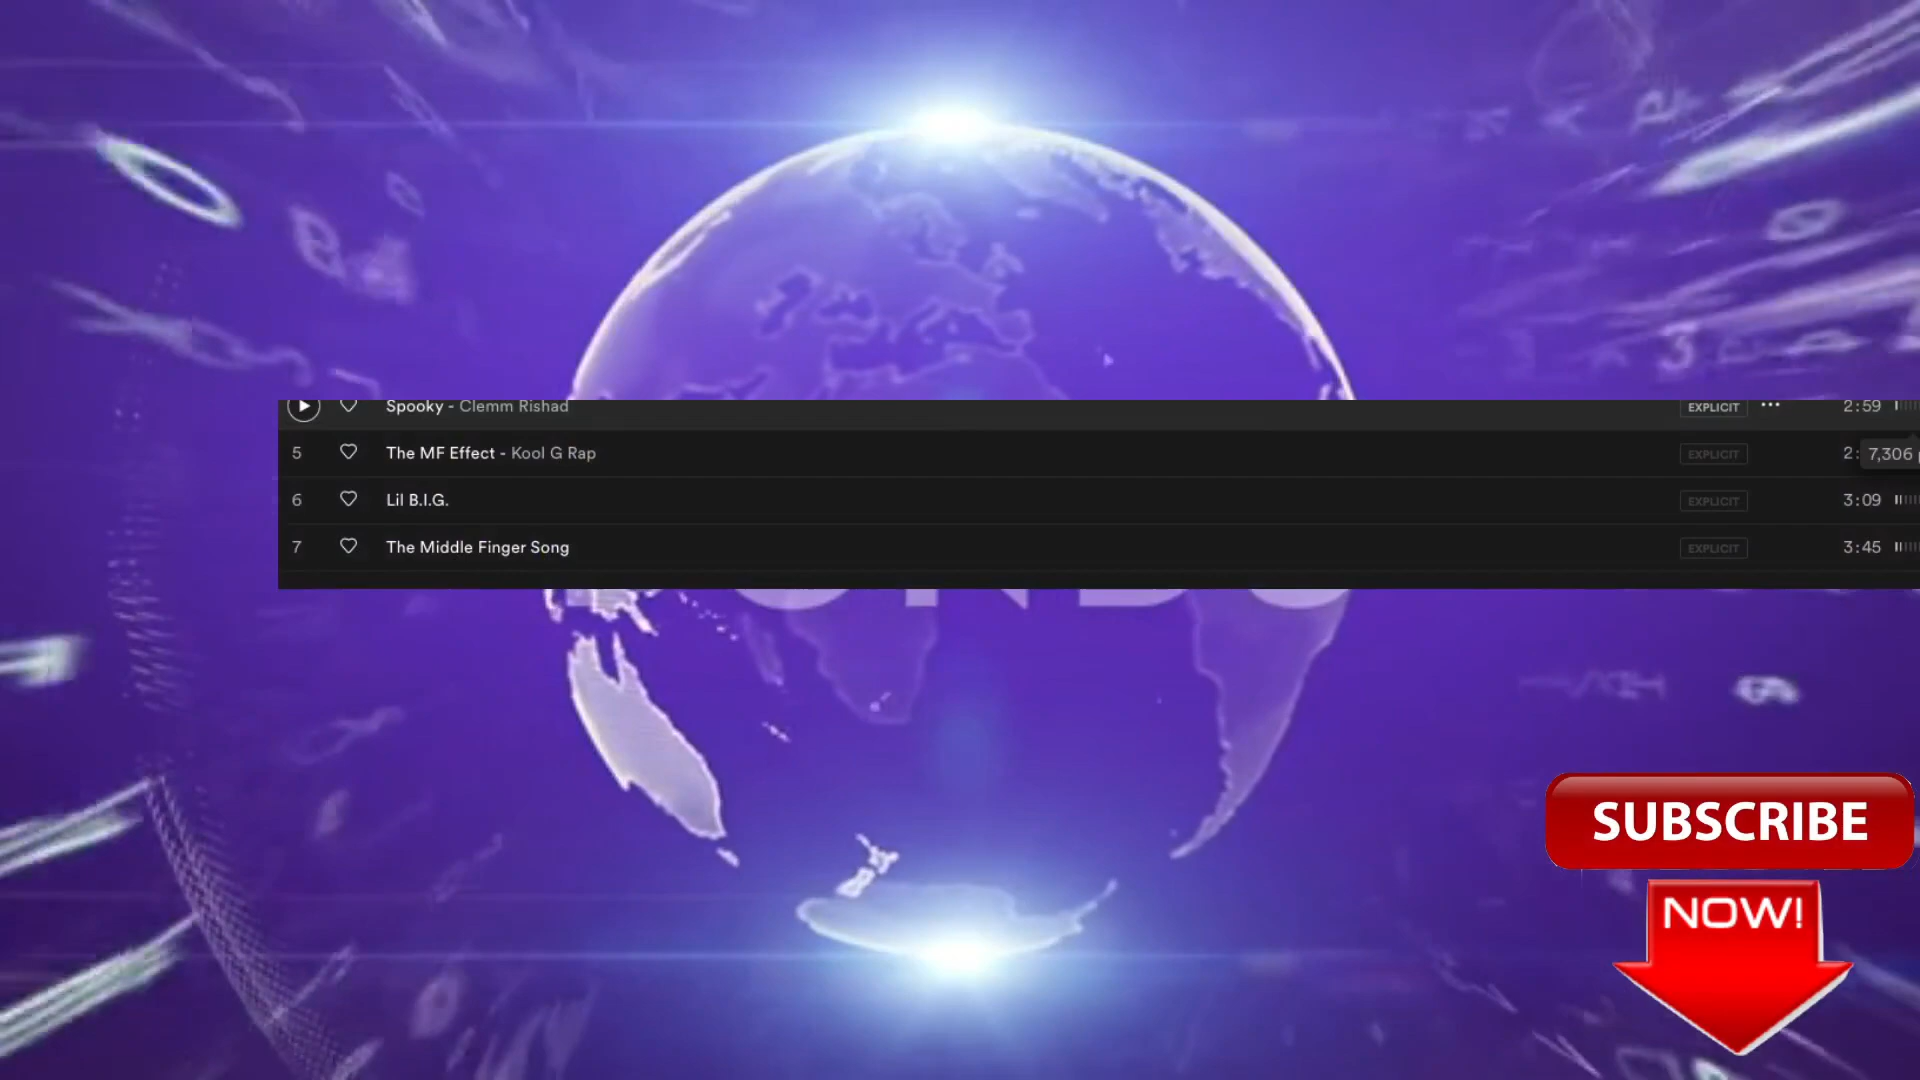 Spooky - Clemm Rishad EXPLICIT ••• 2:59
5 The MF Effect - Kool G Rap EXPLICIT 2: 7,306
6 Lil B.I.G. EXPLICIT 3:09
7 The Middle Finger Song EXPLICIT 3:45
SUBSCRIBE
NOW!